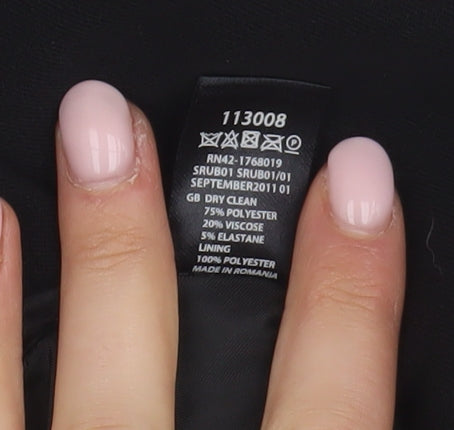 113008
RN42-1768019
SRUB01 SRUB01/01
SEPTEMBER2011 01
GB DRY CLEAN
75% POLYESTER
20% VISCOSE
5% ELASTANE
LINING
100% POLYESTER
MADE IN ROMANIA